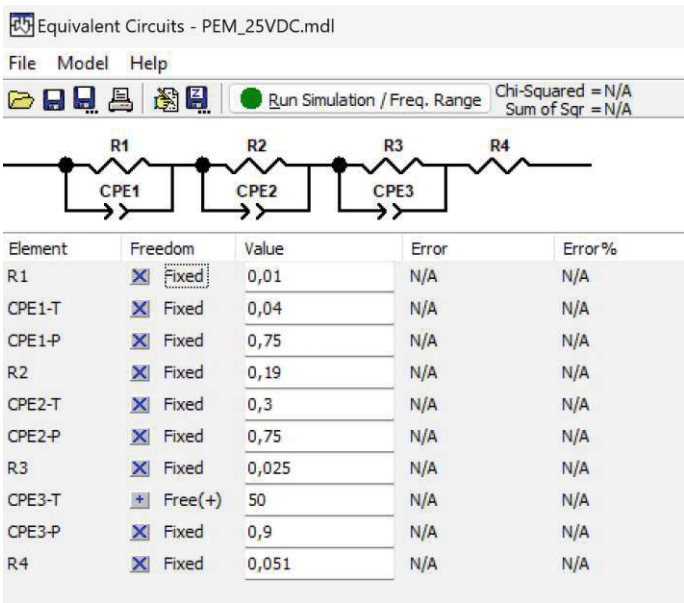 Equivalent Circuits - PEM_25VDC.mdl
File Model Help
Run Simulation / Freq. Range Chi-Squared =N/A
Sum of Sqr =N/A
R1 R2 R3 R4
CPE1 CPE2 CPE3
Element Freedom Value Error Error%
R1 Fixed 0,01 N/A N/A
CPE1-T Fixed 0,04 N/A N/A
CPE1-P Fixed 0,75 N/A N/A
R2 Fixed 0,19 N/A N/A
CPE2-T Fixed 0,3 N/A N/A
CPE2-P Fixed 0,75 N/A N/A
R3 Fixed 0,025 N/A N/A
CPE3-T Free(+) 50 N/A N/A
CPE3-P Fixed 0,9 N/A N/A
R4 Fixed 0,051 N/A N/A